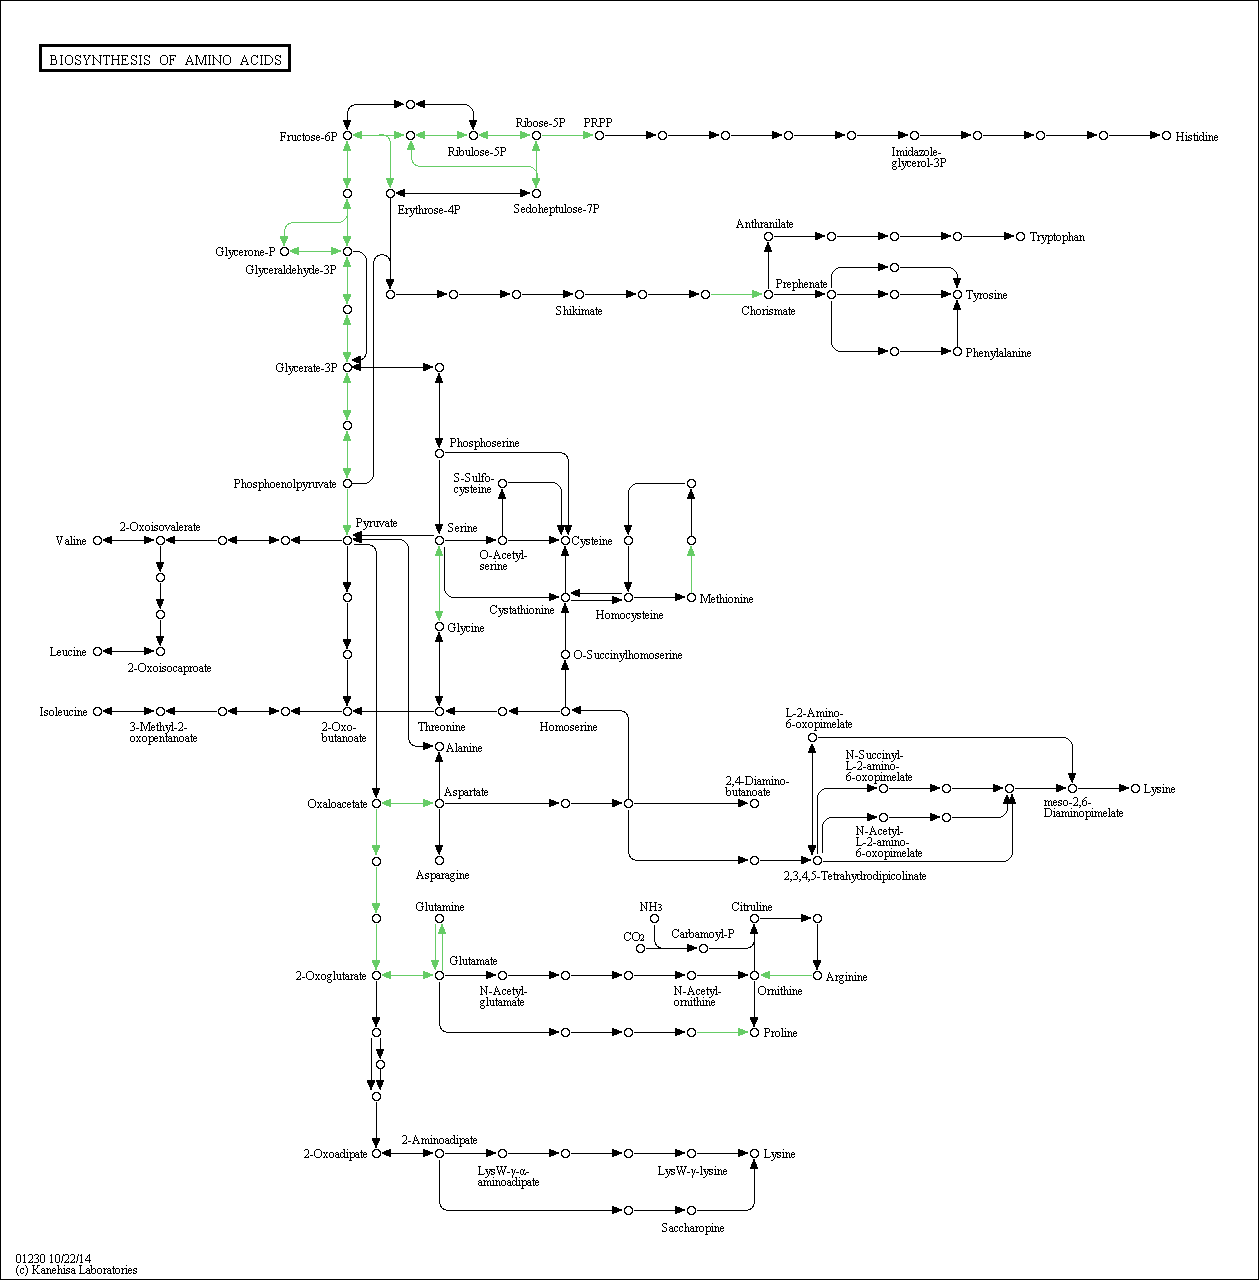 BIOSYNTHESIS OF AMINO ACIDS
Fructose-6P
Ribulose-5P
Ribose-5P
PRPP
Imidazole-
glycerol-3P
Histidine
Erythrose-4P
Sedoheptulose-7P
Glycerone-P
Glyceraldehyde-3P
Anthranilate
Tryptophan
Shikimate
Chorismate
Prephenate
Tyrosine
Phenylalanine
Glycerate-3P
Phosphoserine
Phosphoenolpyruvate
S-Sulfo-
cysteine
Valine
2-Oxoisovalerate
Pyruvate
Serine
O-Acetyl-
serine
Cysteine
Cystathionine
Homocysteine
Methionine
Glycine
Leucine
2-Oxoisocaproate
O-Succinylhomoserine
Isoleucine
3-Methyl-2-
oxopentanoate
2-Oxo-
butanoate
Threonine
Homoserine
Alanine
L-2-Amino-
6-oxopimelate
N-Succinyl-
L-2-amino-
6-oxopimelate
Oxaloacetate
Aspartate
2,4-Diamino-
butanoate
meso-2,6-
Diaminopimelate
Lysine
N-Acetyl-
L-2-amino-
6-oxopimelate
Asparagine
2,3,4,5-Tetrahydrodipicolinate
Glutamine
NH3
CO2
Carbamoyl-P
Citruline
2-Oxoglutarate
Glutamate
N-Acetyl-
glutamate
N-Acetyl-
ornithine
Ornithine
Arginine
Proline
2-Oxoadipate
2-Aminoadipate
LysW-γ-α-
aminoadipate
LysW-γ-lysine
Lysine
Saccharopine
01230 10/22/14
(c) Kanehisa Laboratories